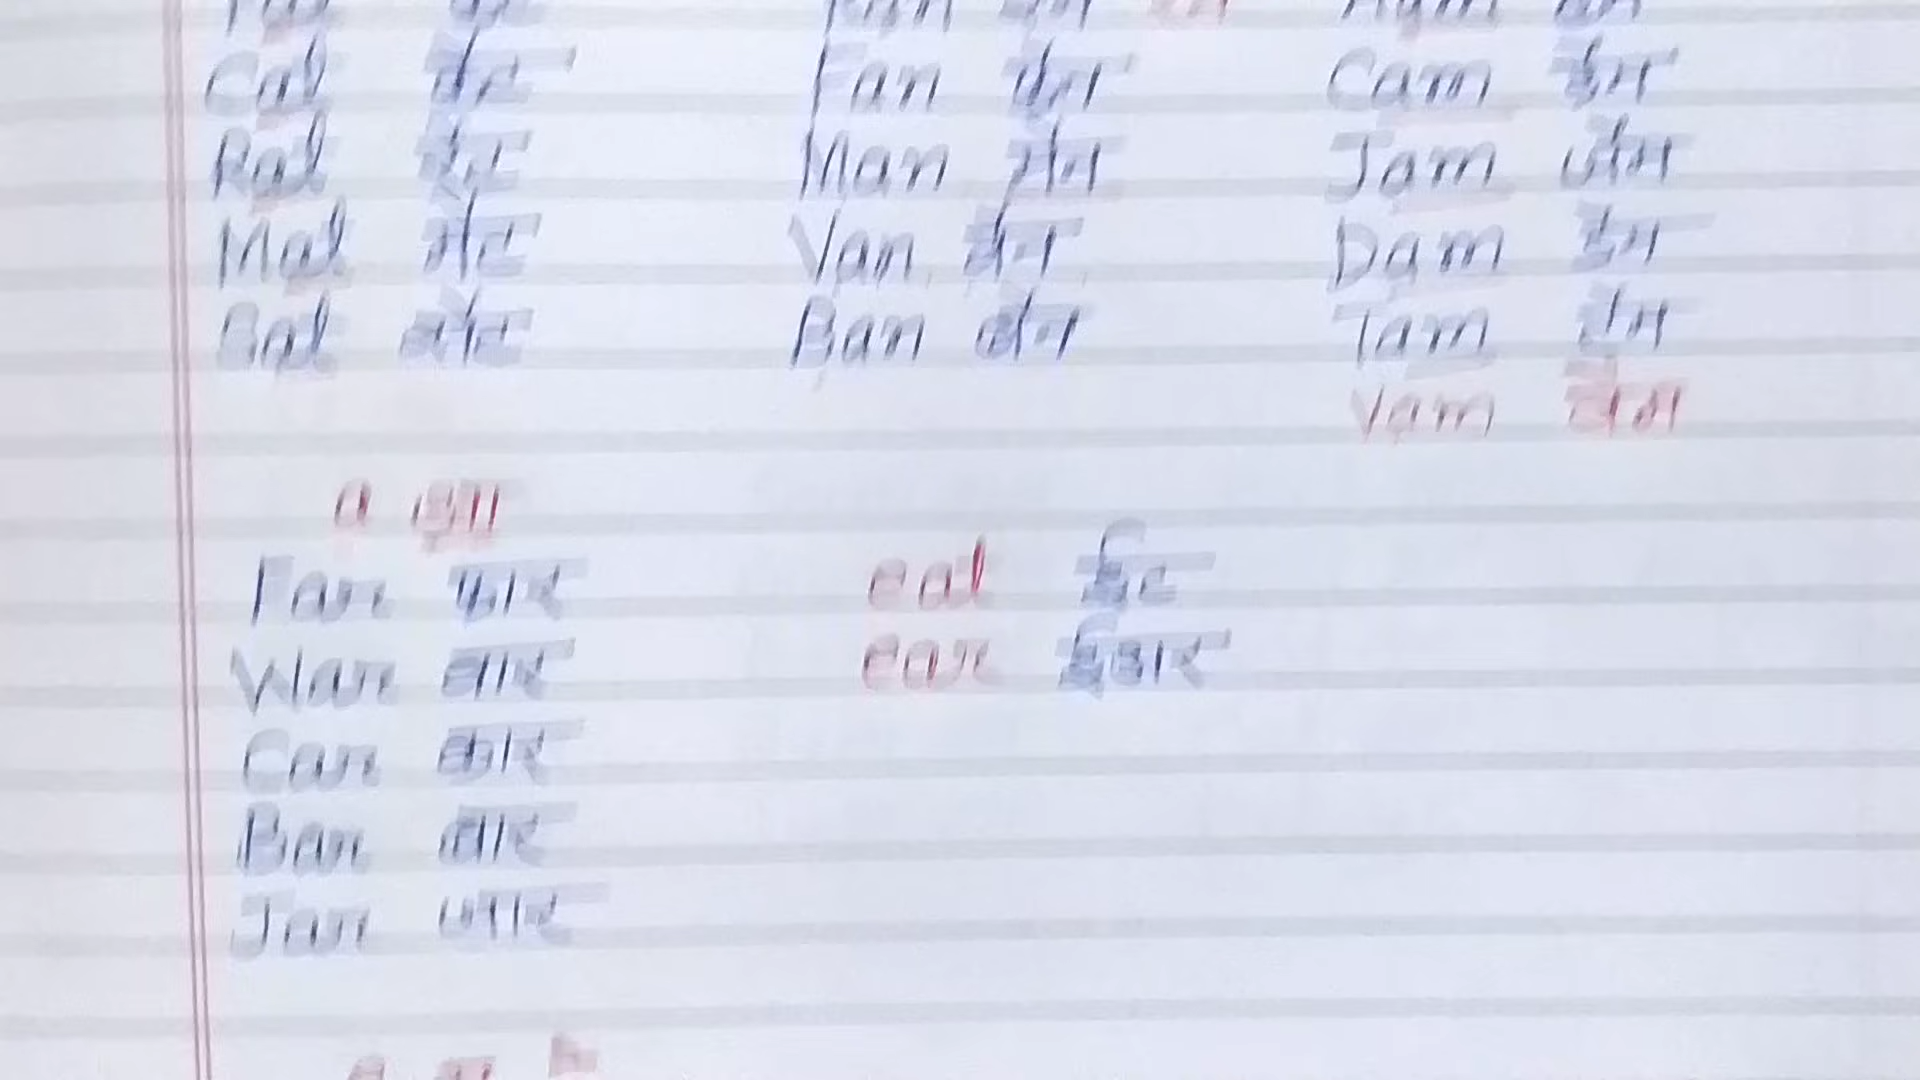 Cat कैट Fan फैन Cam कैम
Rat रैट Man मैन Jam जैम
Mat मैट Van वैन Dam डैम
Bat बैट Ban बैन Tam टैम
Vam वैम
a आ
Far फार eat ईट
War वार ear ईआर
Car कार
Bar बार
Jar जार